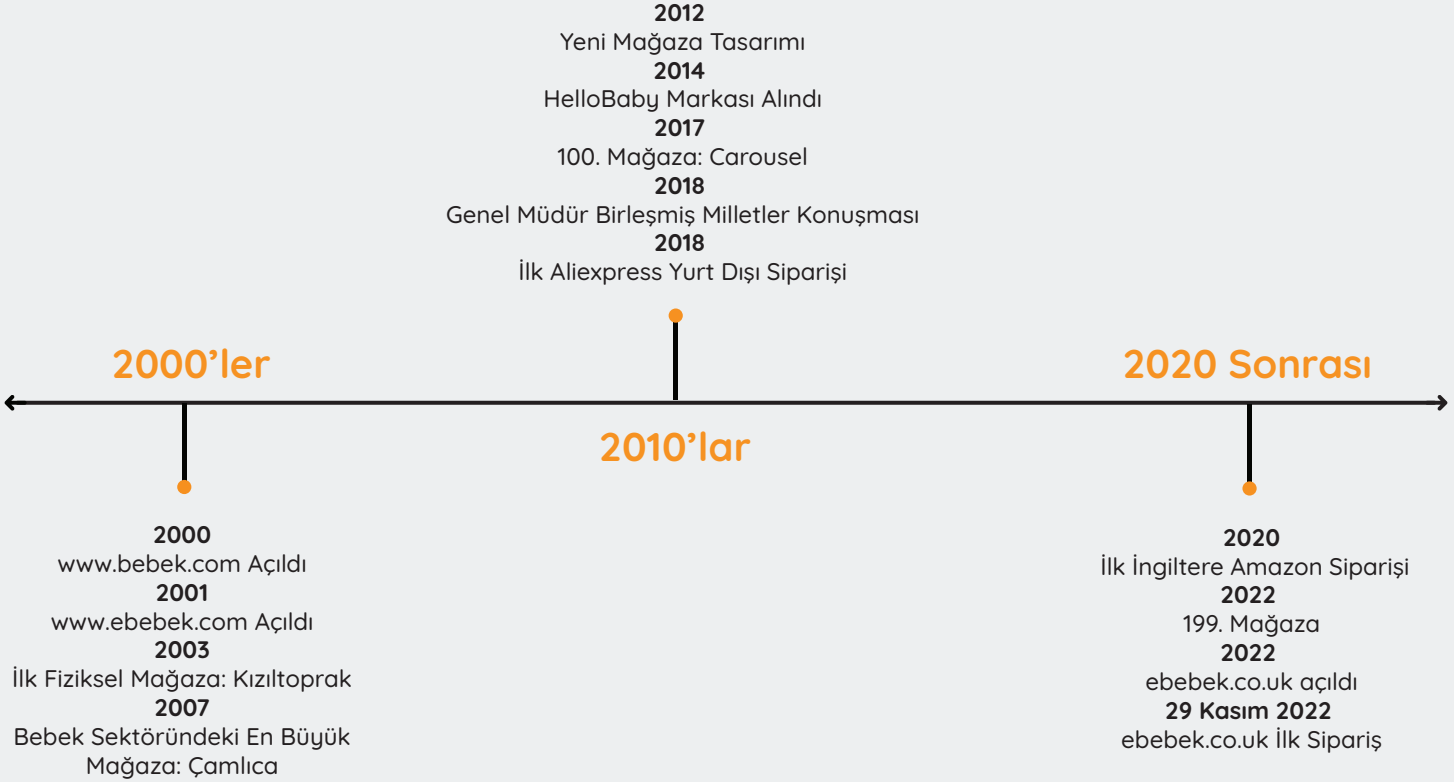 2012
Yeni Mağaza Tasarımı
2014
HelloBaby Markası Alındı
2017
100. Mağaza: Carousel
2018
Genel Müdür Birleşmiş Milletler Konuşması
2018
İlk Aliexpress Yurt Dışı Siparişi
2000’ler
2020 Sonrası
2010’lar
2000
www.bebek.com Açıldı
2001
www.ebebek.com Açıldı
2003
İlk Fiziksel Mağaza: Kızıltoprak
2007
Bebek Sektöründeki En Büyük
Mağaza: Çamlıca
2020
İlk İngiltere Amazon Siparişi
2022
199. Mağaza
2022
ebebek.co.uk açıldı
29 Kasım 2022
ebebek.co.uk İlk Sipariş